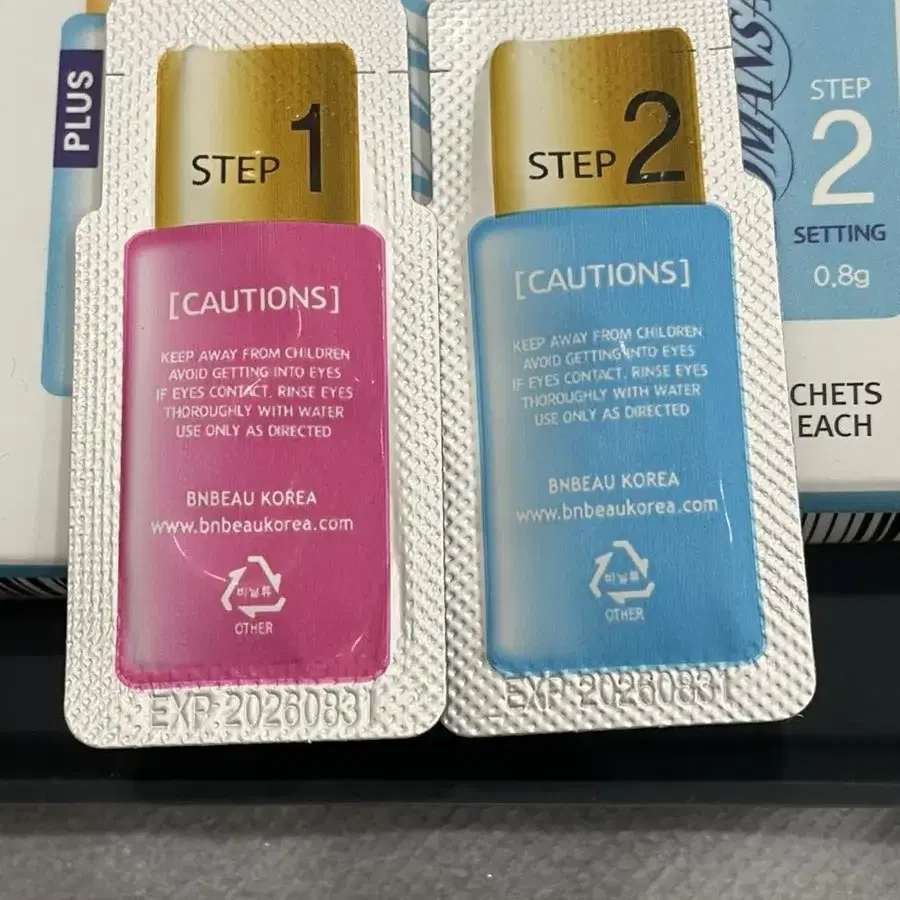 PLUS
STEP 1
[CAUTIONS]
KEEP AWAY FROM CHILDREN
AVOID GETTING INTO EYES
IF EYES CONTACT, RINSE EYES
THOROUGHLY WITH WATER
USE ONLY AS DIRECTED
BNBEAU KOREA
www.bnbeaukorea.com
비닐류
OTHER
EXP 20260831
STEP 2
[CAUTIONS]
KEEP AWAY FROM CHILDREN
AVOID GETTING INTO EYES
IF EYES CONTACT, RINSE EYES
THOROUGHLY WITH WATER
USE ONLY AS DIRECTED
BNBEAU KOREA
www.bnbeaukorea.com
비닐류
OTHER
EXP 20260831
OMANSA
STEP
2
SETTING
0.8g
CHETS
EACH